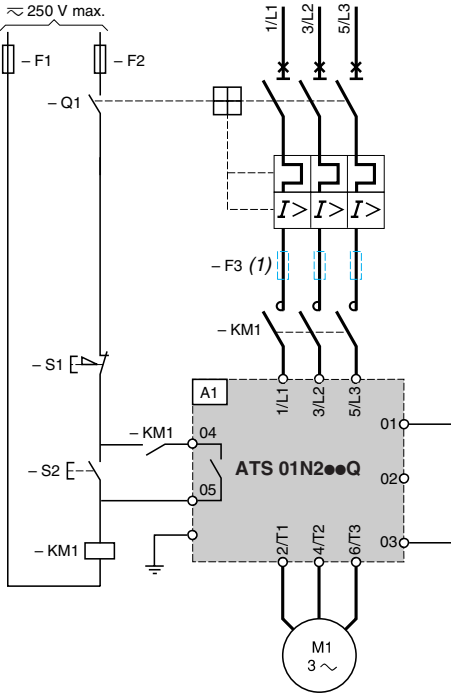 ≂ 250 V max.
– F1
– F2
– Q1
1/L1
3/L2
5/L3
I >
I >
I >
– F3 (1)
– KM1
– S1
A1
1/L1
3/L2
5/L3
– KM1
04
01
– S2
ATS 01N2●●Q
02
05
– KM1
03
2/T1
4/T2
6/T3
M1
3 ~